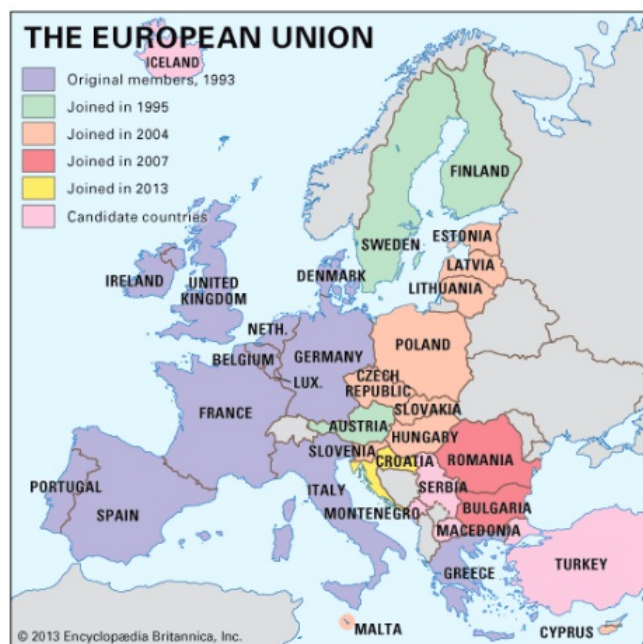 THE EUROPEAN UNION
ICELAND
Original members, 1993
Joined in 1995
Joined in 2004
Joined in 2007
Joined in 2013
Candidate countries
FINLAND
SWEDEN
ESTONIA
LATVIA
LITHUANIA
DENMARK
IRELAND
UNITED
KINGDOM
NETH.
BELGIUM
GERMANY
POLAND
LUX.
CZECH
REPUBLIC
SLOVAKIA
FRANCE
AUSTRIA
HUNGARY
SLOVENIA
CROATIA
ROMANIA
PORTUGAL
SPAIN
ITALY
SERBIA
MONTENEGRO
BULGARIA
MACEDONIA
TURKEY
GREECE
MALTA
CYPRUS
© 2013 Encyclopædia Britannica, Inc.